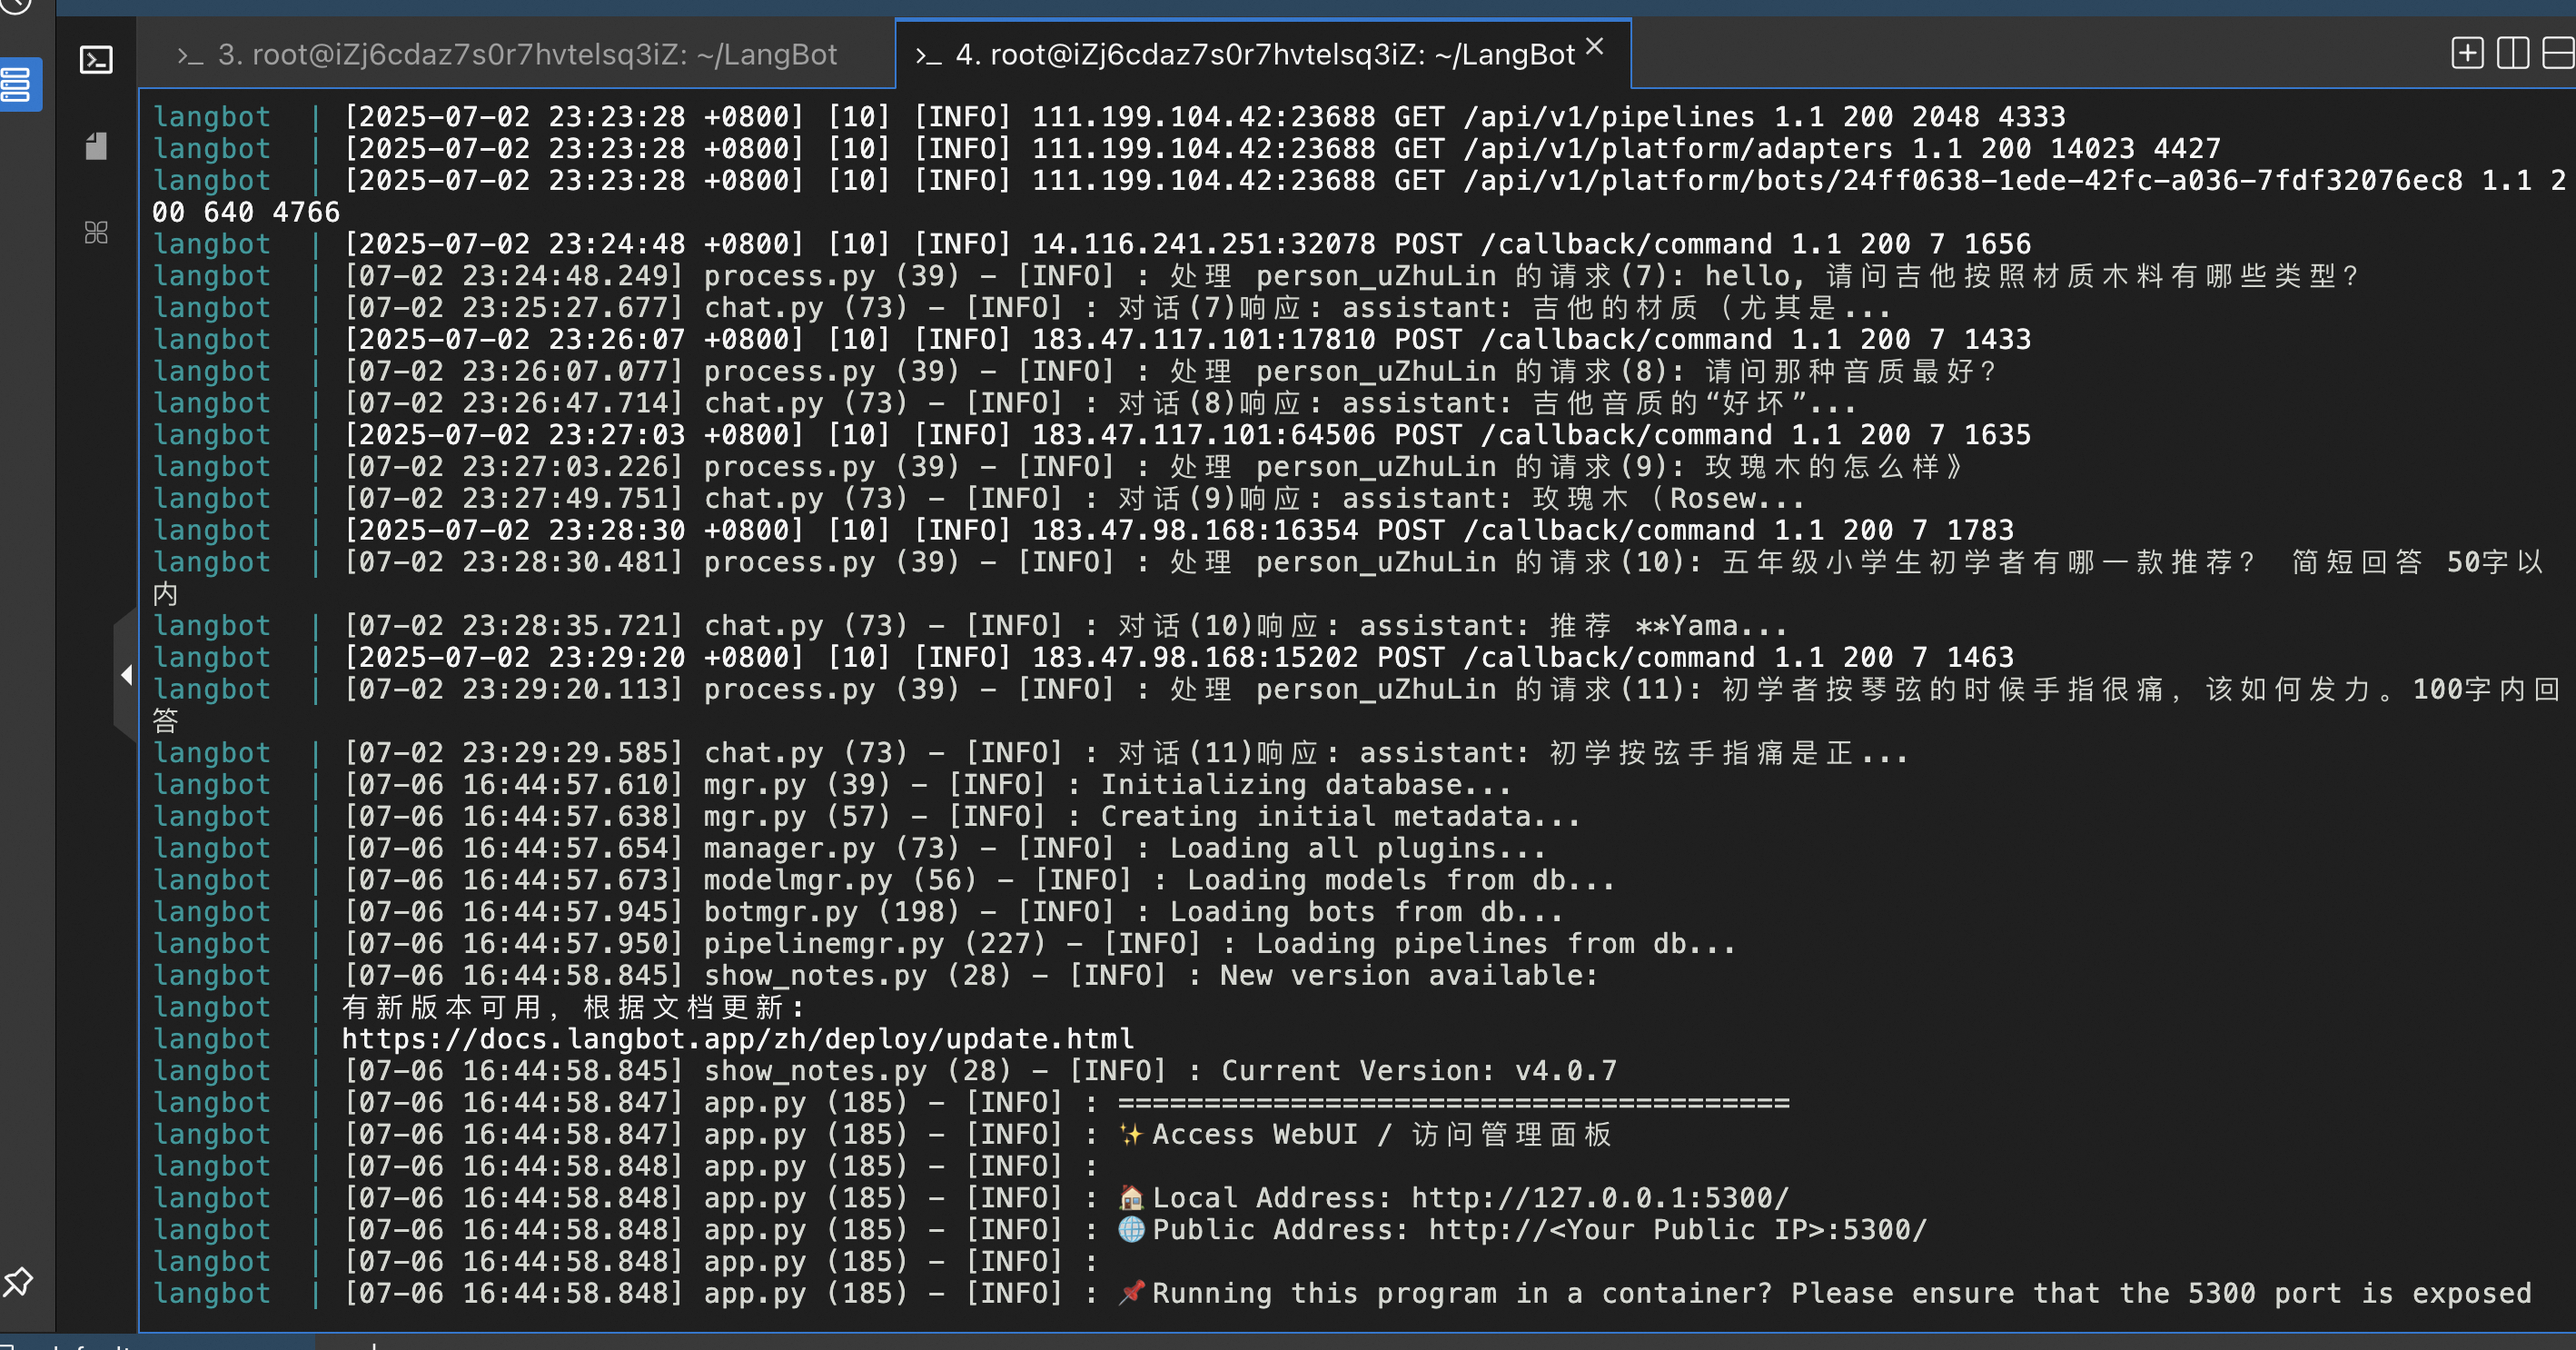 >_ 3. root@iZj6cdaz7s0r7hvtelsq3iZ: ~/LangBot
>_ 4. root@iZj6cdaz7s0r7hvtelsq3iZ: ~/LangBot ×
langbot | [2025-07-02 23:23:28 +0800] [10] [INFO] 111.199.104.42:23688 GET /api/v1/pipelines 1.1 200 2048 4333
langbot | [2025-07-02 23:23:28 +0800] [10] [INFO] 111.199.104.42:23688 GET /api/v1/platform/adapters 1.1 200 14023 4427
langbot | [2025-07-02 23:23:28 +0800] [10] [INFO] 111.199.104.42:23688 GET /api/v1/platform/bots/24ff0638-1ede-42fc-a036-7fdf32076ec8 1.1 2
00 640 4766
langbot | [2025-07-02 23:24:48 +0800] [10] [INFO] 14.116.241.251:32078 POST /callback/command 1.1 200 7 1656
langbot | [07-02 23:24:48.249] process.py (39) - [INFO] : 处理 person_uZhuLin 的请求(7): hello, 请问吉他按照材质木料有哪些类型?
langbot | [07-02 23:25:27.677] chat.py (73) - [INFO] : 对话(7)响应: assistant: 吉他的材质（尤其是...
langbot | [2025-07-02 23:26:07 +0800] [10] [INFO] 183.47.117.101:17810 POST /callback/command 1.1 200 7 1433
langbot | [07-02 23:26:07.077] process.py (39) - [INFO] : 处理 person_uZhuLin 的请求(8): 请问那种音质最好?
langbot | [07-02 23:26:47.714] chat.py (73) - [INFO] : 对话(8)响应: assistant: 吉他音质的“好坏”...
langbot | [2025-07-02 23:27:03 +0800] [10] [INFO] 183.47.117.101:64506 POST /callback/command 1.1 200 7 1635
langbot | [07-02 23:27:03.226] process.py (39) - [INFO] : 处理 person_uZhuLin 的请求(9): 玫瑰木的怎么样》
langbot | [07-02 23:27:49.751] chat.py (73) - [INFO] : 对话(9)响应: assistant: 玫瑰木（Rosew...
langbot | [2025-07-02 23:28:30 +0800] [10] [INFO] 183.47.98.168:16354 POST /callback/command 1.1 200 7 1783
langbot | [07-02 23:28:30.481] process.py (39) - [INFO] : 处理 person_uZhuLin 的请求(10): 五年级小学生初学者有哪一款推荐? 简短回答 50字以
内
langbot | [07-02 23:28:35.721] chat.py (73) - [INFO] : 对话(10)响应: assistant: 推荐 **Yama...
langbot | [2025-07-02 23:29:20 +0800] [10] [INFO] 183.47.98.168:15202 POST /callback/command 1.1 200 7 1463
langbot | [07-02 23:29:20.113] process.py (39) - [INFO] : 处理 person_uZhuLin 的请求(11): 初学者按琴弦的时候手指很痛，该如何发力。100字内回
答
langbot | [07-02 23:29:29.585] chat.py (73) - [INFO] : 对话(11)响应: assistant: 初学按弦手指痛是正...
langbot | [07-06 16:44:57.610] mgr.py (39) - [INFO] : Initializing database...
langbot | [07-06 16:44:57.638] mgr.py (57) - [INFO] : Creating initial metadata...
langbot | [07-06 16:44:57.654] manager.py (73) - [INFO] : Loading all plugins...
langbot | [07-06 16:44:57.673] modelmgr.py (56) - [INFO] : Loading models from db...
langbot | [07-06 16:44:57.945] botmgr.py (198) - [INFO] : Loading bots from db...
langbot | [07-06 16:44:57.950] pipelinemgr.py (227) - [INFO] : Loading pipelines from db...
langbot | [07-06 16:44:58.845] show_notes.py (28) - [INFO] : New version available:
langbot | 有新版本可用，根据文档更新:
langbot | https://docs.langbot.app/zh/deploy/update.html
langbot | [07-06 16:44:58.845] show_notes.py (28) - [INFO] : Current Version: v4.0.7
langbot | [07-06 16:44:58.847] app.py (185) - [INFO] : =======================================
langbot | [07-06 16:44:58.847] app.py (185) - [INFO] : ✨Access WebUI / 访问管理面板
langbot | [07-06 16:44:58.848] app.py (185) - [INFO] :
langbot | [07-06 16:44:58.848] app.py (185) - [INFO] : 🏠Local Address: http://127.0.0.1:5300/
langbot | [07-06 16:44:58.848] app.py (185) - [INFO] : 🌐Public Address: http://<Your Public IP>:5300/
langbot | [07-06 16:44:58.848] app.py (185) - [INFO] :
langbot | [07-06 16:44:58.848] app.py (185) - [INFO] : 📌Running this program in a container? Please ensure that the 5300 port is exposed